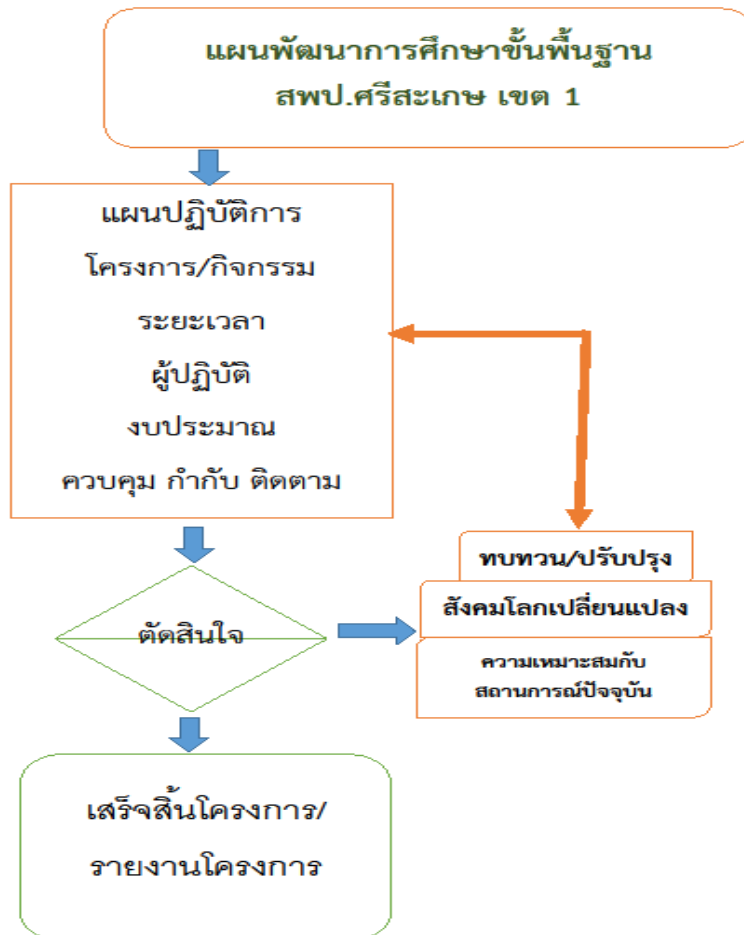 แผนพัฒนาการศึกษาขั้นพื้นฐาน
สพป.ศรีสะเกษ เขต 1
แผนปฏิบัติการ
โครงการ/กิจกรรม
ระยะเวลา
ผู้ปฏิบัติ
งบประมาณ
ควบคุม กำกับ ติดตาม
ทบทวน/ปรับปรุง
สังคมโลกเปลี่ยนแปลง
ความเหมาะสมกับ
สถานการณ์ปัจจุบัน
ตัดสินใจ
เสร็จสิ้นโครงการ/
รายงานโครงการ